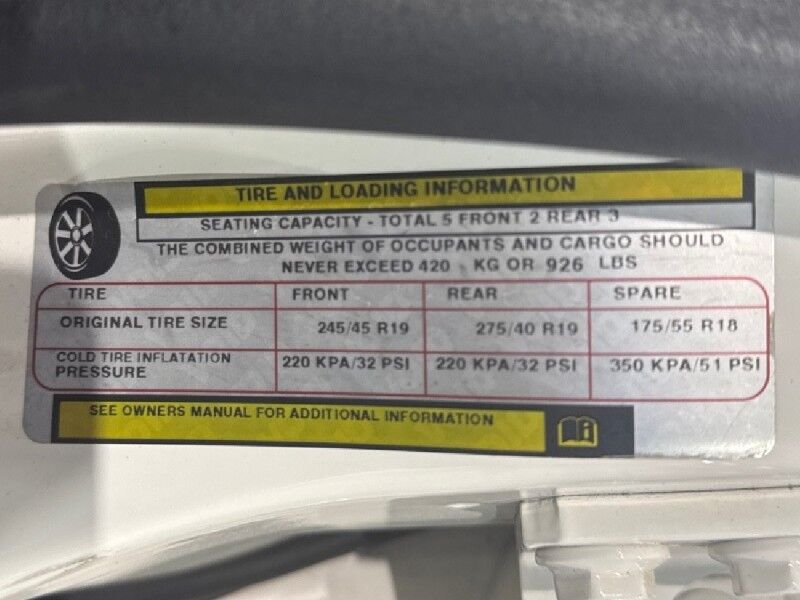 TIRE AND LOADING INFORMATION
SEATING CAPACITY - TOTAL 5 FRONT 2 REAR 3
THE COMBINED WEIGHT OF OCCUPANTS AND CARGO SHOULD
NEVER EXCEED 420 KG OR 926 LBS
TIRE FRONT REAR SPARE
ORIGINAL TIRE SIZE 245/45 R19 275/40 R19 175/55 R18
COLD TIRE INFLATATION
PRESSURE 220 KPA/32 PSI 220 KPA/32 PSI 350 KPA/51 PSI
SEE OWNERS MANUAL FOR ADDITIONAL INFORMATION